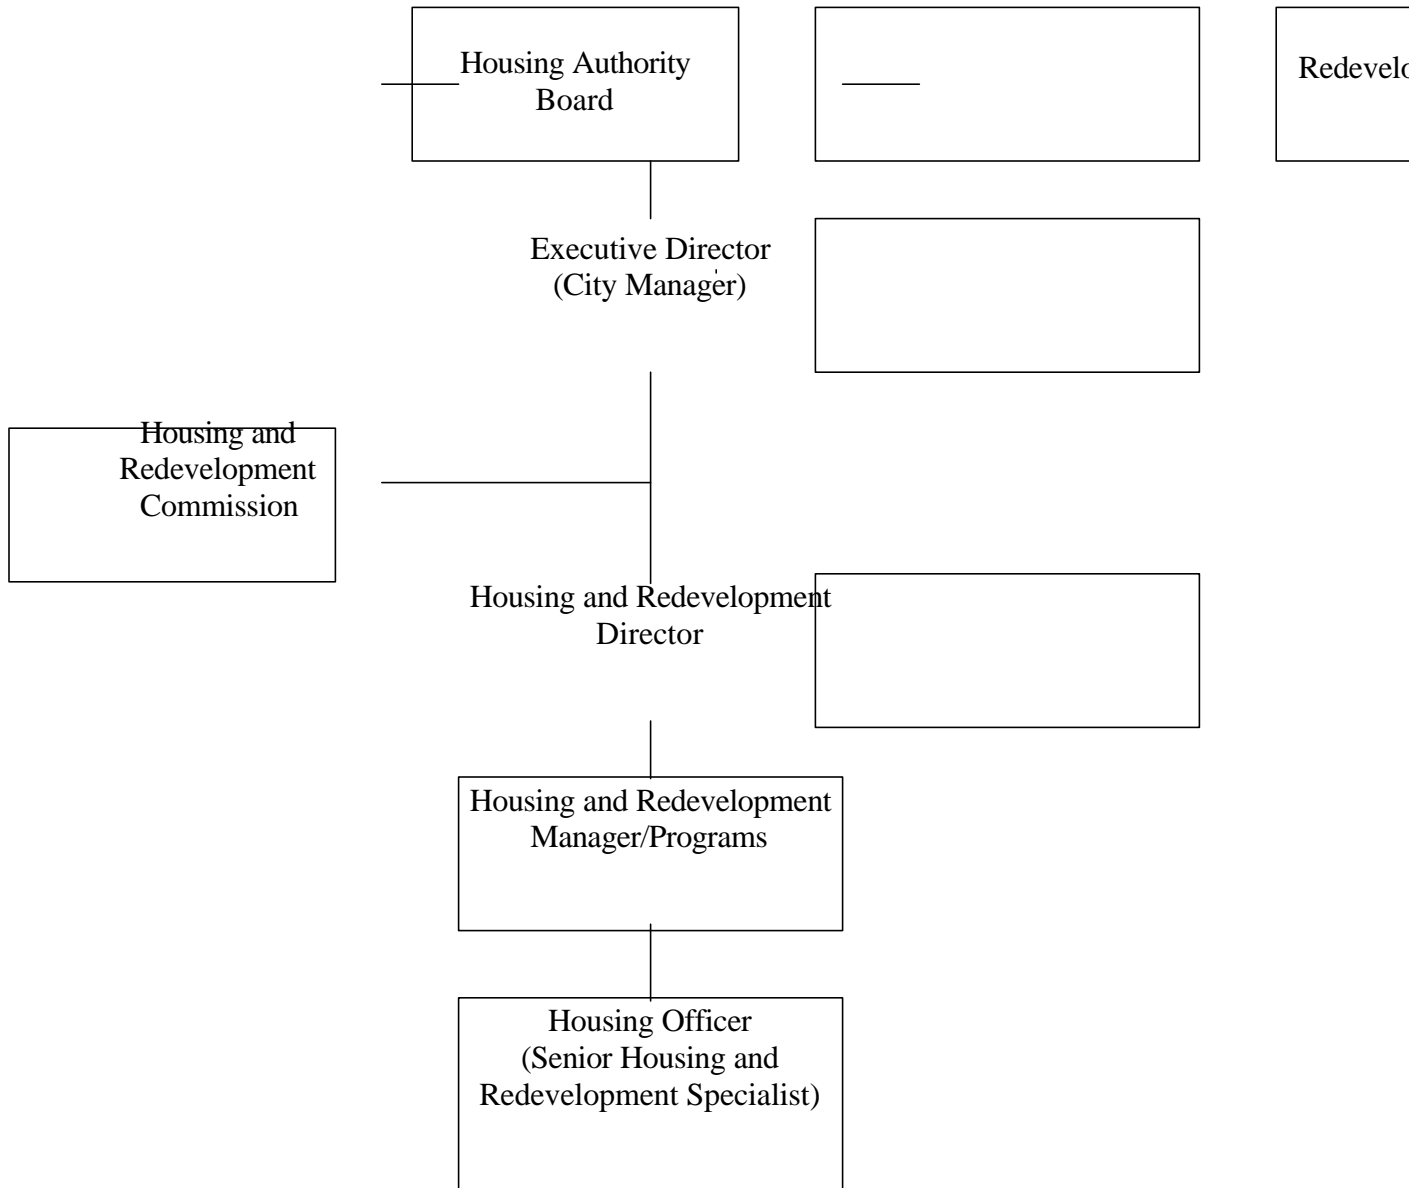 Housing Authority
Board
Executive Director
(City Manager)
Housing and
Redevelopment
Commission
Housing and Redevelopment
Director
Housing and Redevelopment
Manager/Programs
Housing Officer
(Senior Housing and
Redevelopment Specialist)